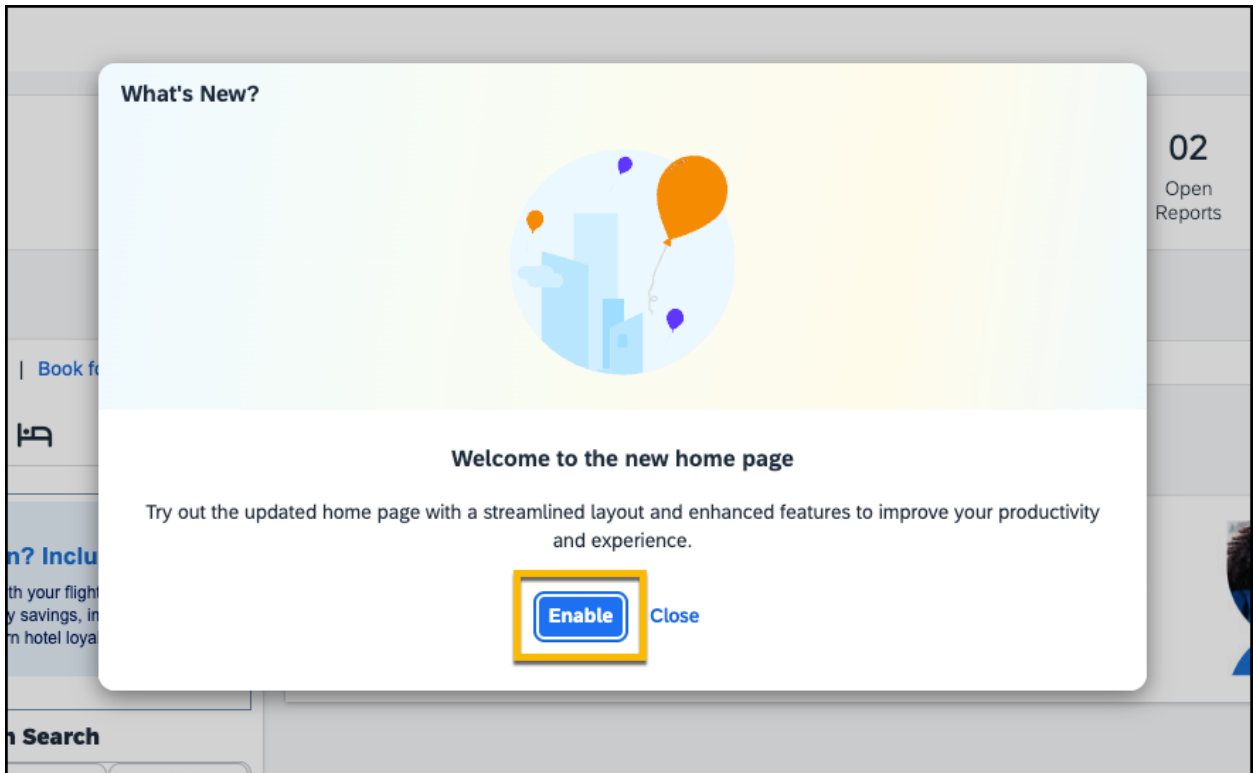 What's New?
02
Open
Reports
| Book fo
Welcome to the new home page
Try out the updated home page with a streamlined layout and enhanced features to improve your productivity
and experience.
Enable Close
n? Inclu
th your flight
y savings, in
rn hotel loya
n Search